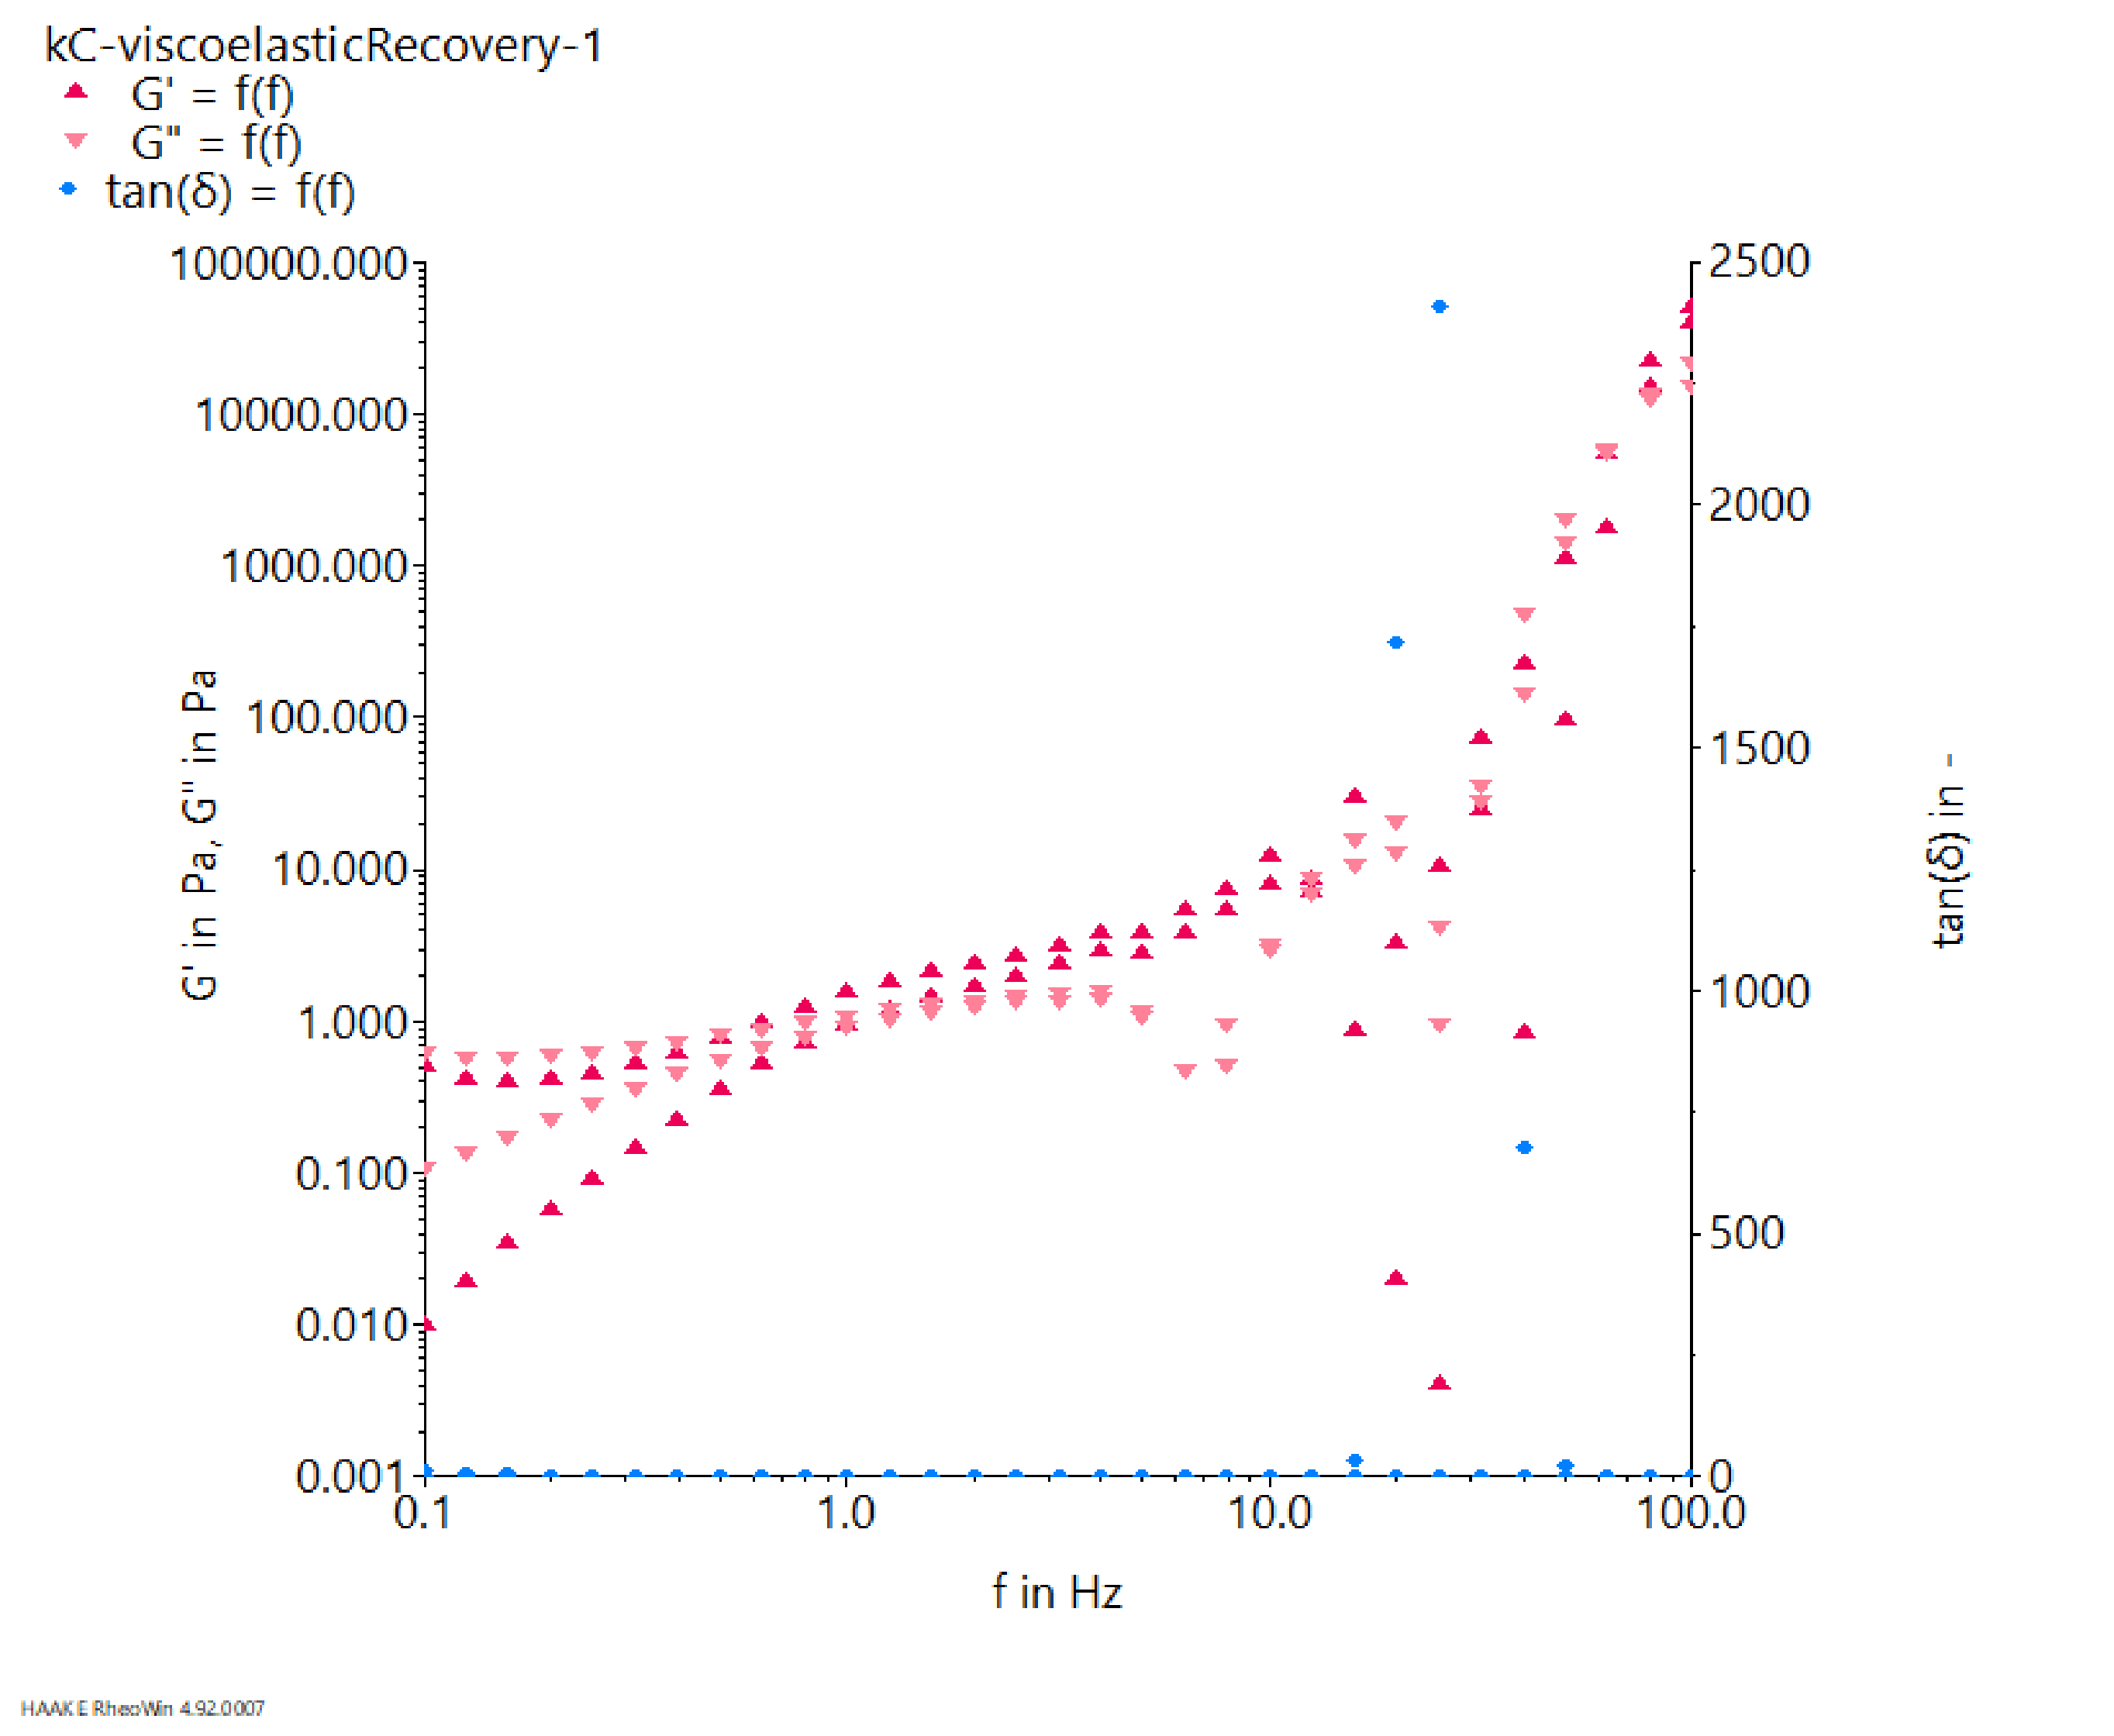 kC-viscoelasticRecovery-1
G' = f(f)
G" = f(f)
tan(δ) = f(f)
100000.000
10000.000
1000.000
100.000
10.000
1.000
0.100
0.010
0.001
G' in Pa, G" in Pa
2500
2000
1500
1000
500
0
tan(δ) in -
0.1
1.0
10.0
100.0
f in Hz
HAAKE RheoWin 4.92.0007